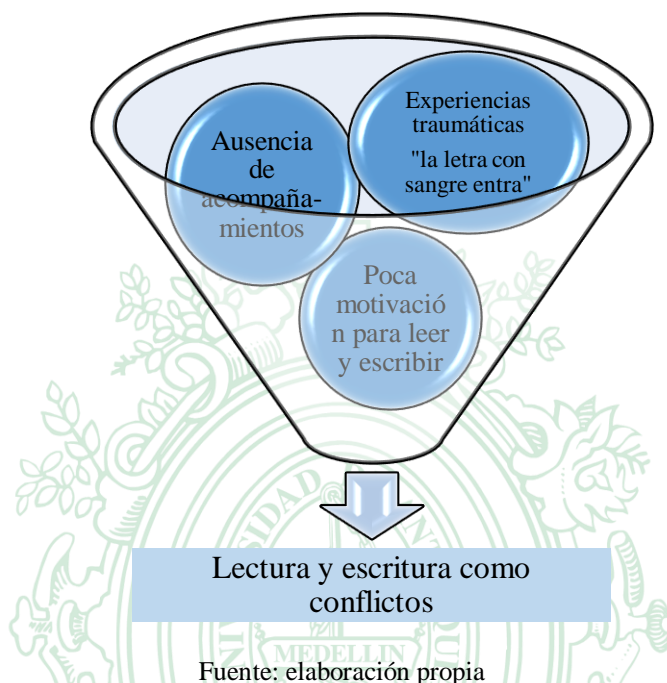 Experiencias
traumáticas
"la letra con
sangre entra"
Ausencia
de
acompaña-
mientos
Poca
motivació
n para leer
y escribir
Lectura y escritura como
conflictos
MEDELLIN
Fuente: elaboración propia